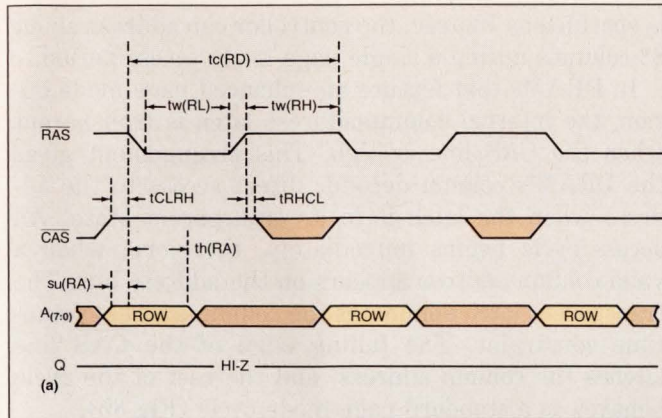 tc(RD)
tw(RL) tw(RH)
RAS
tCLRH tRHCL
CAS
th(RA)
su(RA)
A(7:0) ROW ROW ROW
Q HI-Z
(a)